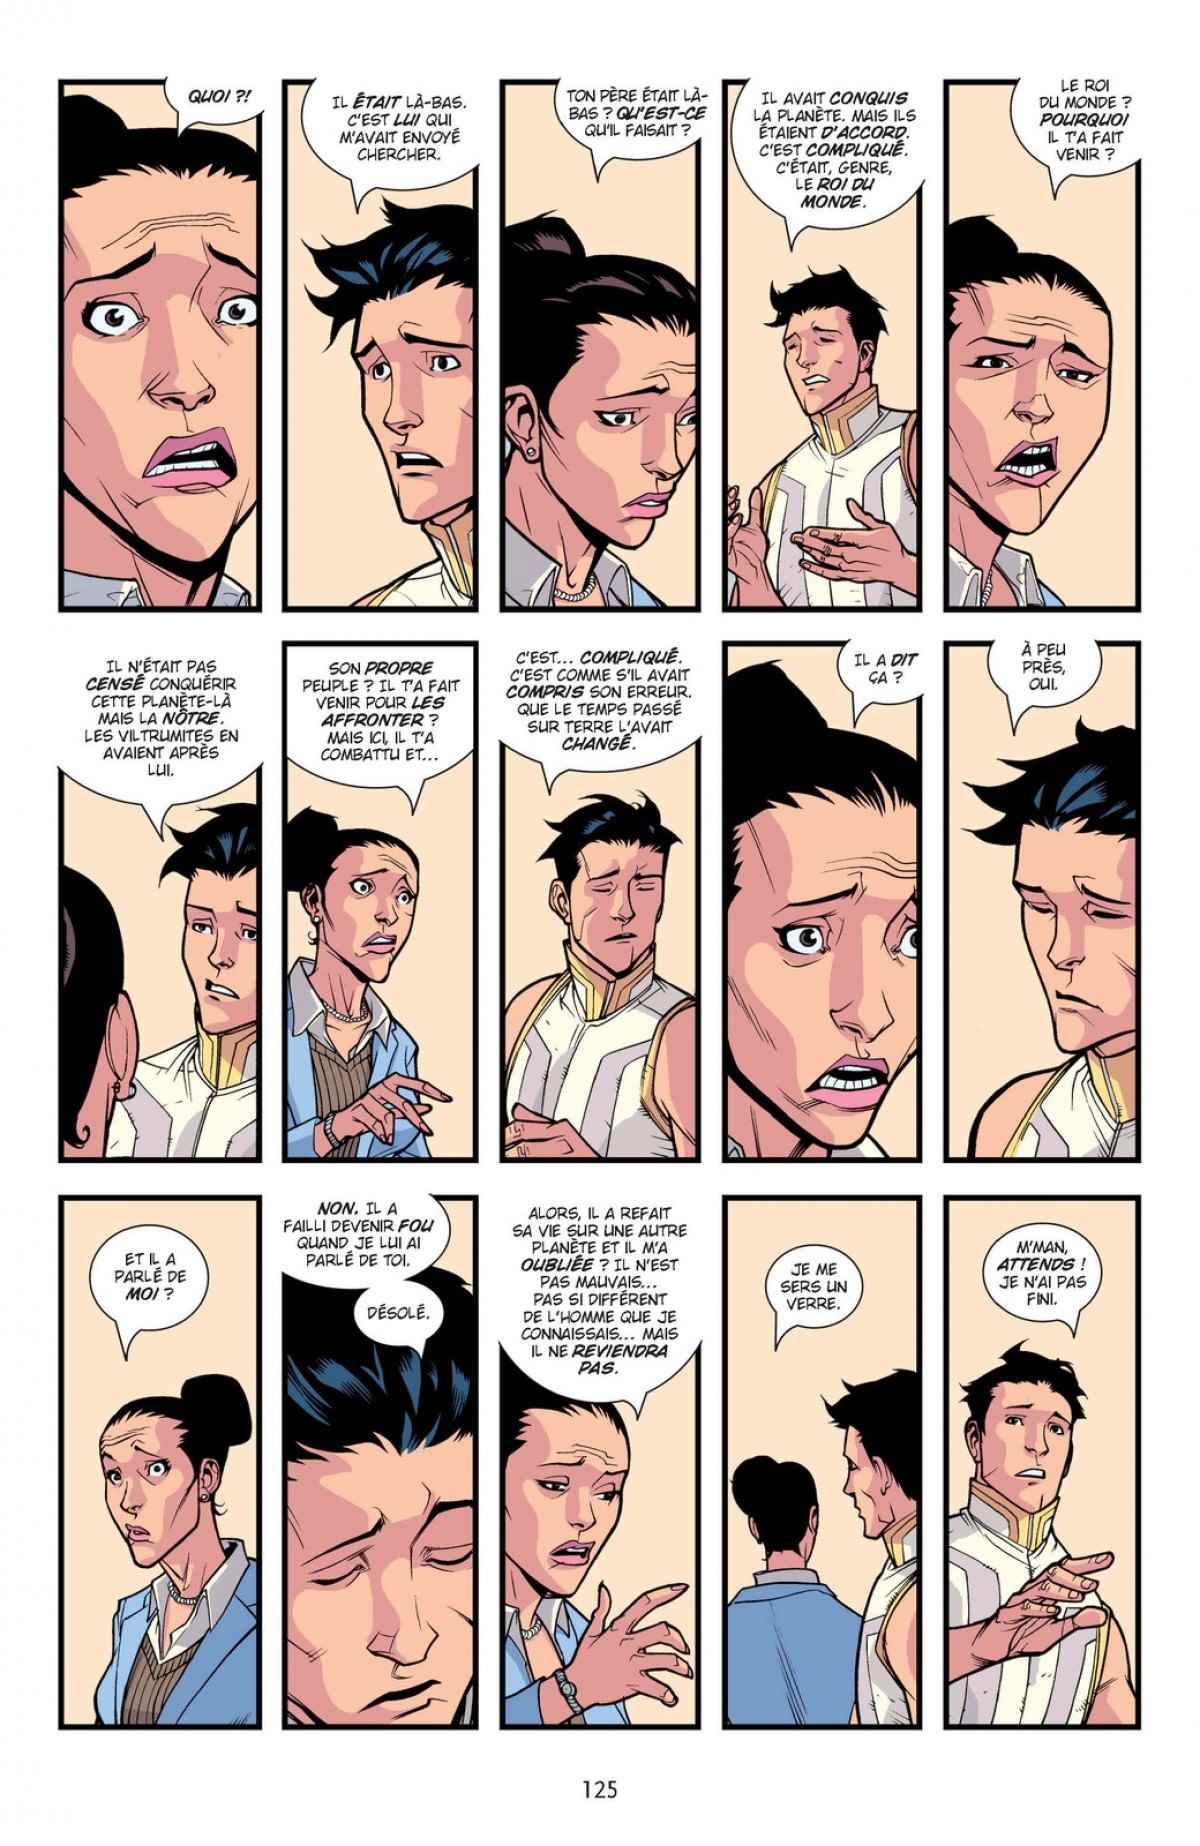 QUOI ?!
IL ÉTAIT LÀ-BAS.
C'EST LUI QUI
M'AVAIT ENVOYÉ
CHERCHER.
TON PÈRE ÉTAIT LÀ-
BAS ? QU'EST-CE
QU'IL FAISAIT ?
IL AVAIT CONQUIS
LA PLANÈTE. MAIS ILS
ÉTAIENT D'ACCORD.
C'EST COMPLIQUÉ.
C'ÉTAIT, GENRE,
LE ROI DU
MONDE.
LE ROI
DU MONDE ?
POURQUOI
IL T'A FAIT
VENIR ?
IL N'ÉTAIT PAS
CENSÉ CONQUÉRIR
CETTE PLANÈTE-LÀ
MAIS LA NÔTRE.
LES VILTRUMITES EN
AVAIENT APRÈS
LUI.
SON PROPRE
PEUPLE ? IL T'A FAIT
VENIR POUR LES
AFFRONTER ?
MAIS ICI, IL T'A
COMBATTU ET...
C'EST... COMPLIQUÉ.
C'EST COMME S'IL AVAIT
COMPRIS SON ERREUR.
QUE LE TEMPS PASSÉ
SUR TERRE L'AVAIT
CHANGÉ.
IL A DIT
ÇA ?
À PEU
PRÈS,
OUI.
ET IL A
PARLÉ DE
MOI ?
NON. IL A
FAILLI DEVENIR FOU
QUAND JE LUI AI
PARLÉ DE TOI.
DÉSOLÉ.
ALORS, IL A REFAIT
SA VIE SUR UNE AUTRE
PLANÈTE ET IL M'A
OUBLIÉE ? IL N'EST
PAS MAUVAIS...
PAS SI DIFFÉRENT
DE L'HOMME QUE JE
CONNAISSAIS... MAIS
IL NE REVIENDRA
PAS.
JE ME
SERS UN
VERRE.
M'MAN,
ATTENDS !
JE N'AI PAS
FINI.
125